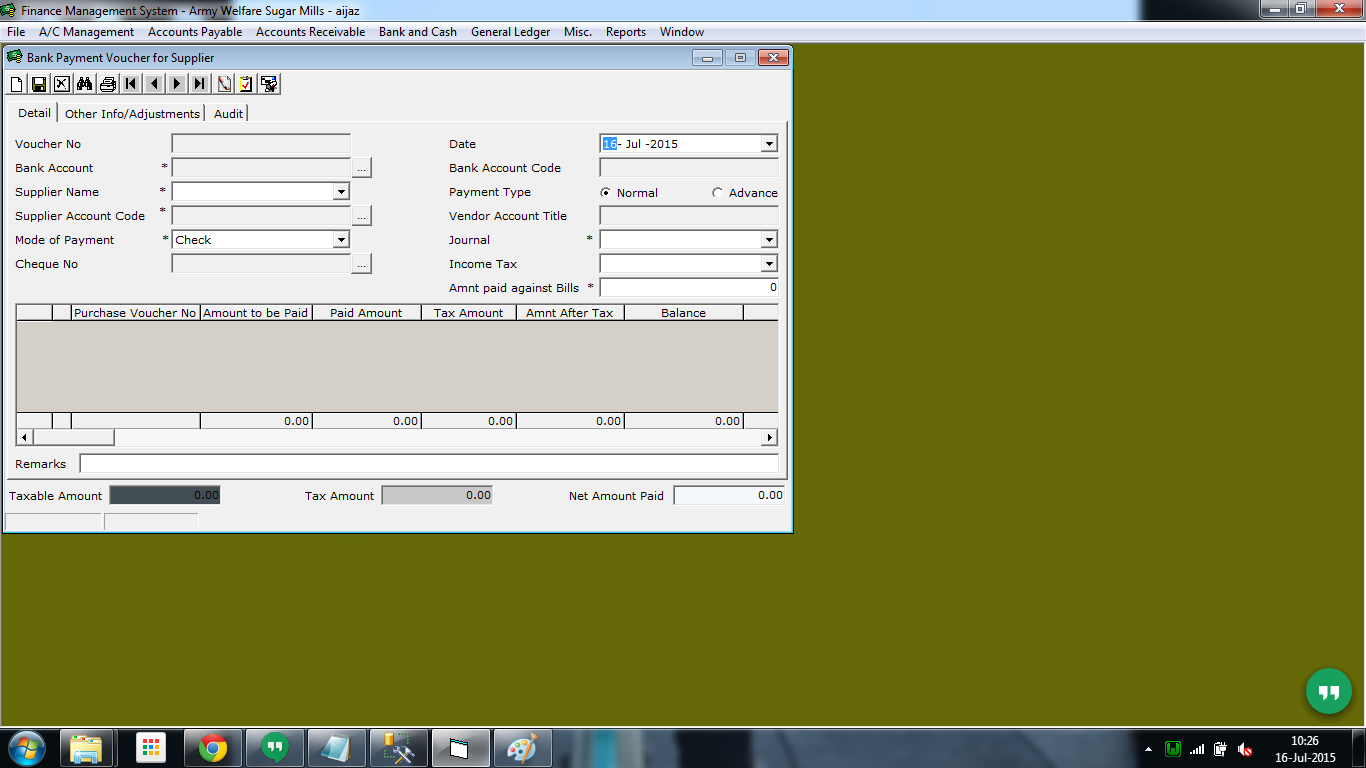 Finance Management System - Army Welfare Sugar Mills - aijaz
File A/C Management Accounts Payable Accounts Receivable Bank and Cash General Ledger Misc. Reports Window
Bank Payment Voucher for Supplier
Detail Other Info/Adjustments Audit
Voucher No Date 16- Jul -2015
Bank Account * ... Bank Account Code
Supplier Name * Payment Type Normal Advance
Supplier Account Code * ... Vendor Account Title
Mode of Payment * Check Journal *
Cheque No ... Income Tax
Amnt paid against Bills * 0
Purchase Voucher No Amount to be Paid Paid Amount Tax Amount Amnt After Tax Balance
0.00 0.00 0.00 0.00 0.00
Remarks
Taxable Amount 0.00 Tax Amount 0.00 Net Amount Paid 0.00
10:26
16-Jul-2015